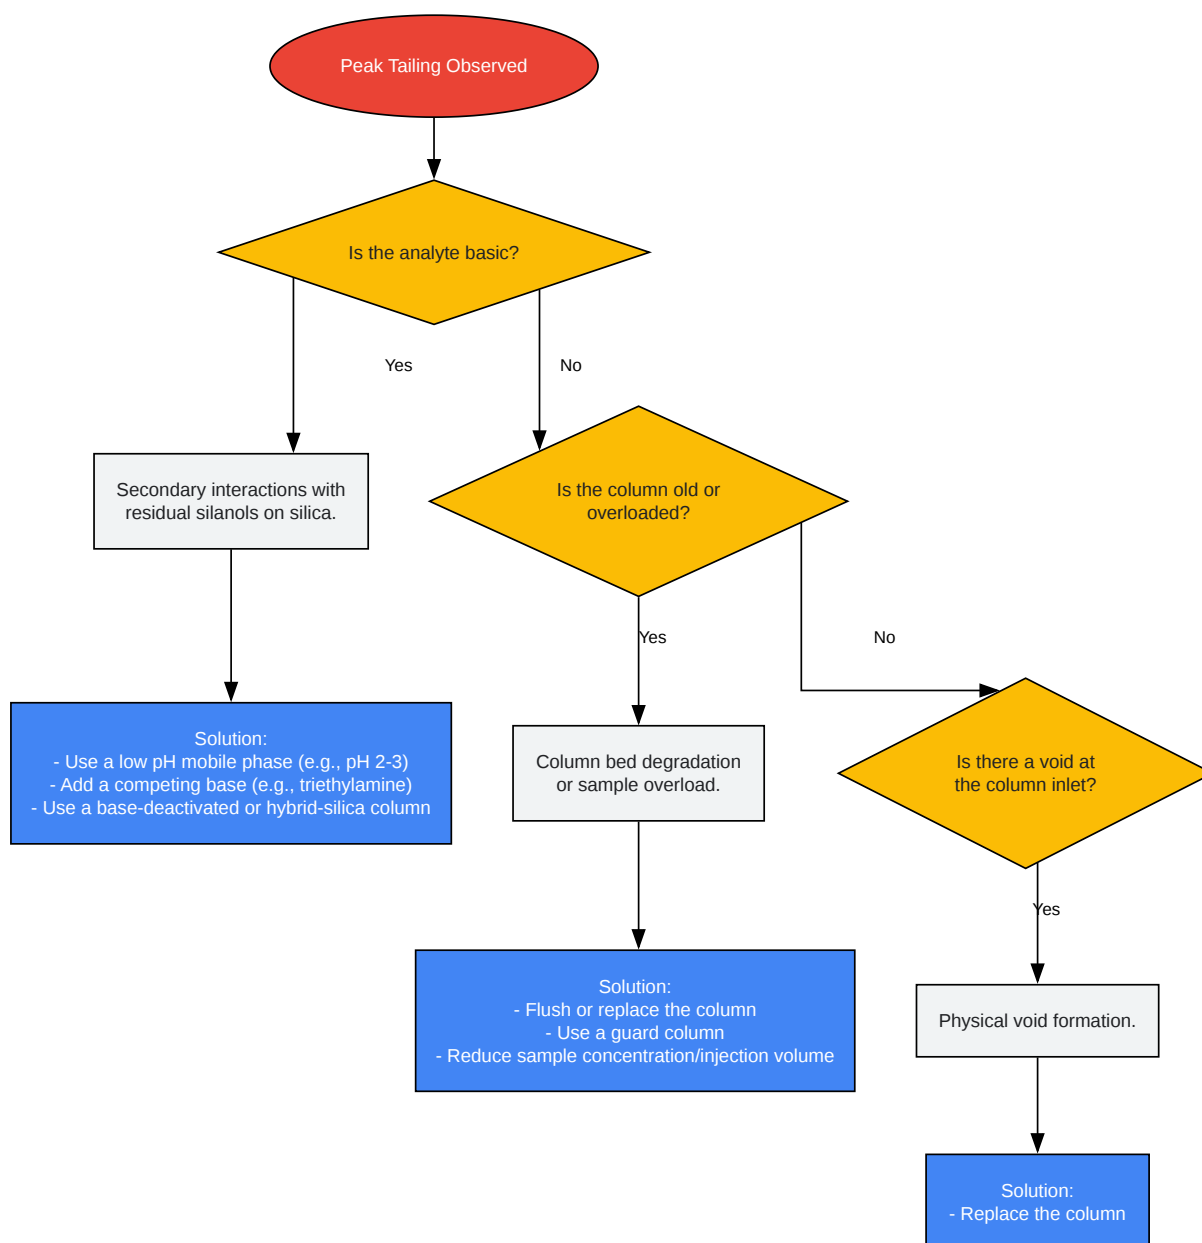 Peak Tailing Observed
Is the analyte basic?
Yes
No
Secondary interactions with
residual silanols on silica.
Is the column old or
overloaded?
Yes
No
Solution:
- Use a low pH mobile phase (e.g., pH 2-3)
- Add a competing base (e.g., triethylamine)
- Use a base-deactivated or hybrid-silica column
Column bed degradation
or sample overload.
Is there a void at
the column inlet?
Yes
Solution:
- Flush or replace the column
- Use a guard column
- Reduce sample concentration/injection volume
Physical void formation.
Solution:
- Replace the column